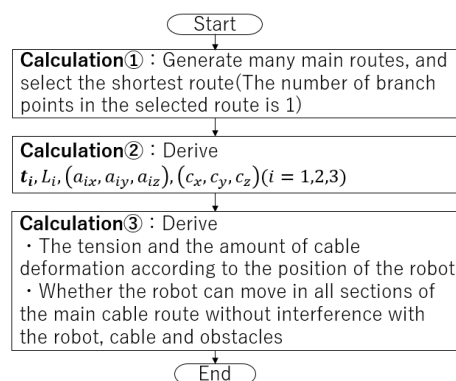 Start
Calculation①：Generate many main routes, and
select the shortest route(The number of branch
points in the selected route is 1)
Calculation②：Derive
t_i, L_i, (a_ix, a_iy, a_iz), (c_x, c_y, c_z)(i = 1,2,3)
Calculation③：Derive
・The tension and the amount of cable
deformation according to the position of the robot
・Whether the robot can move in all sections of
the main cable route without interference with
the robot, cable and obstacles
End